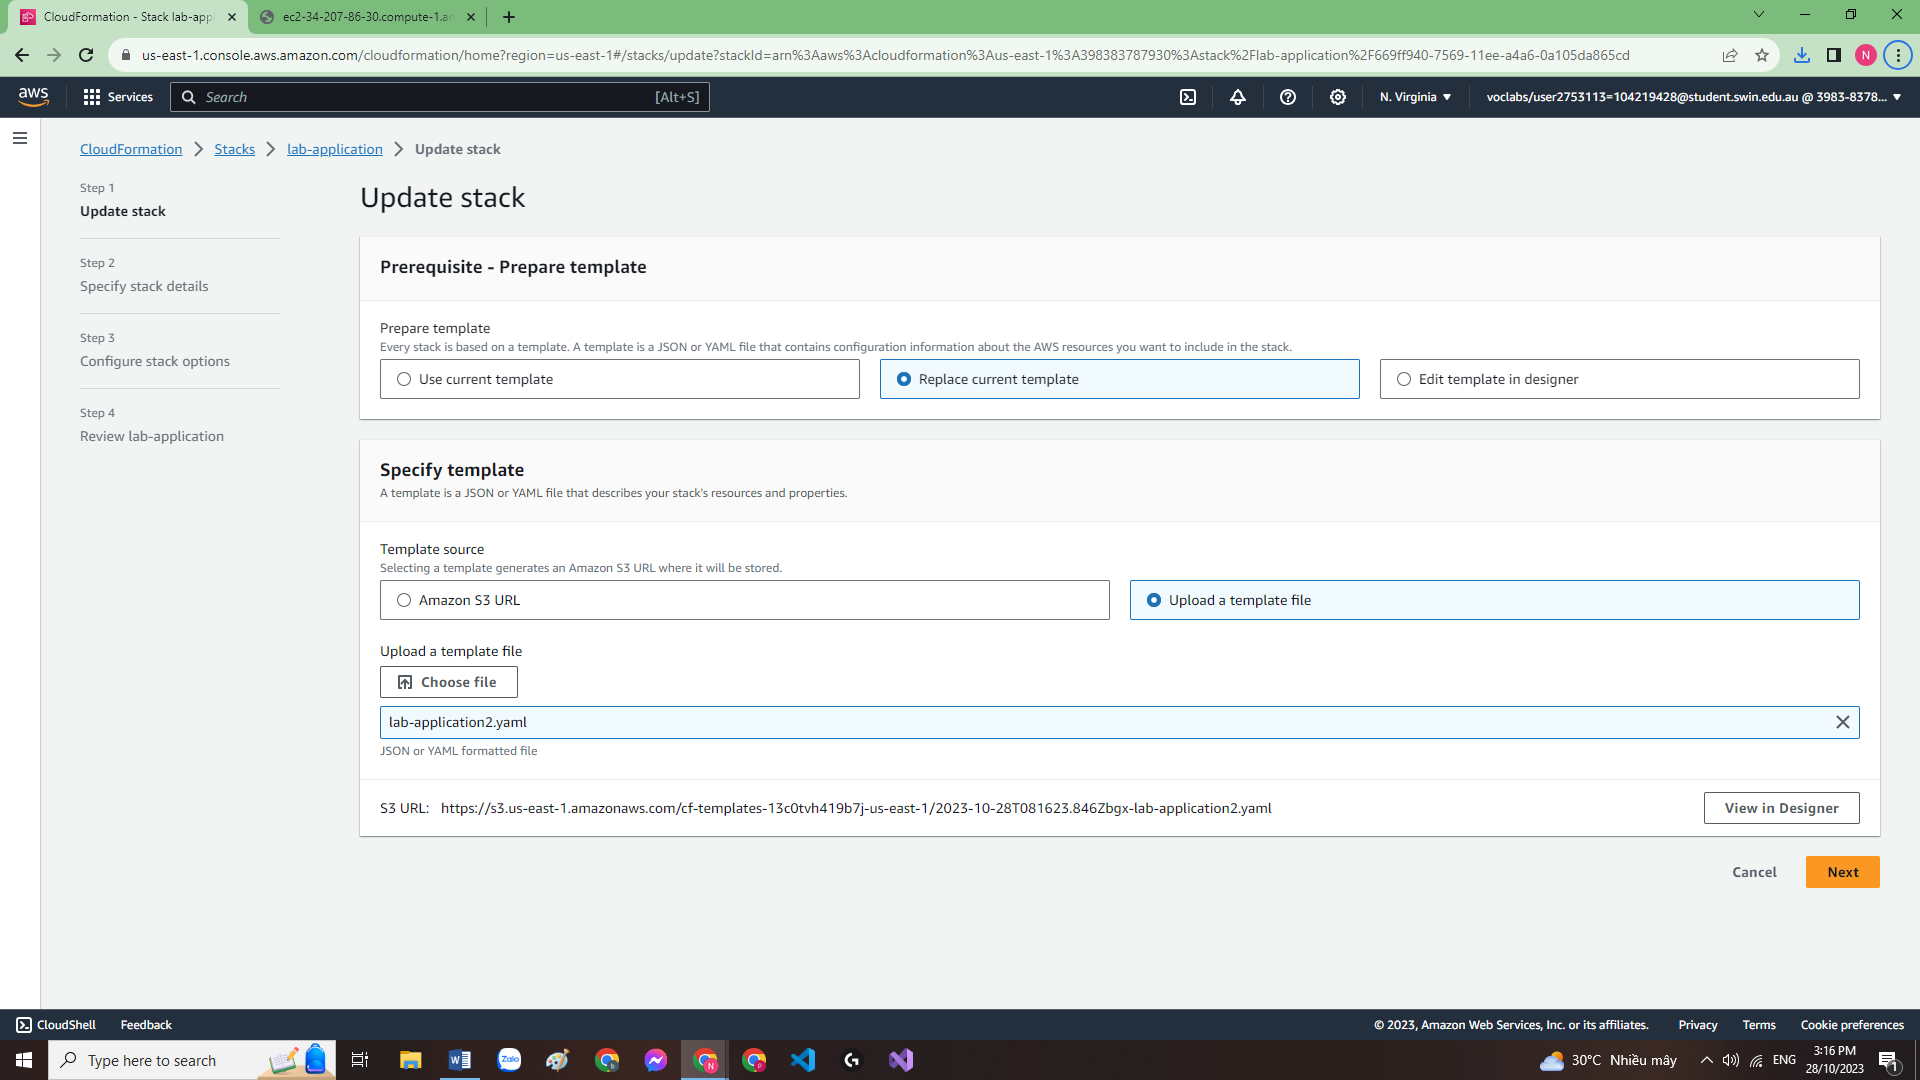 CloudFormation - Stack lab-appl
ec2-34-207-86-30.compute-1.am
us-east-1.console.aws.amazon.com/cloudformation/home?region=us-east-1#/stacks/update?stackId=arn%3Aaws%3Acloudformation%3Aus-east-1%3A398383787930%3Astack%2Flab-application%2F669ff940-7569-11ee-a4a6-0a105da865cd
N
aws
Services
Search
[Alt+S]
N. Virginia
voclabs/user2753113=104219428@student.swin.edu.au @ 3983-8378...
CloudFormation
Stacks
lab-application
Update stack
Step 1
Update stack
Step 2
Specify stack details
Step 3
Configure stack options
Step 4
Review lab-application
Update stack
Prerequisite - Prepare template
Prepare template
Every stack is based on a template. A template is a JSON or YAML file that contains configuration information about the AWS resources you want to include in the stack.
Use current template
Replace current template
Edit template in designer
Specify template
A template is a JSON or YAML file that describes your stack's resources and properties.
Template source
Selecting a template generates an Amazon S3 URL where it will be stored.
Amazon S3 URL
Upload a template file
Upload a template file
Choose file
lab-application2.yaml
JSON or YAML formatted file
S3 URL: https://s3.us-east-1.amazonaws.com/cf-templates-13c0tvh419b7j-us-east-1/2023-10-28T081623.846Zbgx-lab-application2.yaml
View in Designer
Cancel
Next
CloudShell
Feedback
© 2023, Amazon Web Services, Inc. or its affiliates.
Privacy
Terms
Cookie preferences
Type here to search
Zalo
30°C Nhiều mây
ENG
3:16 PM
28/10/2023
1